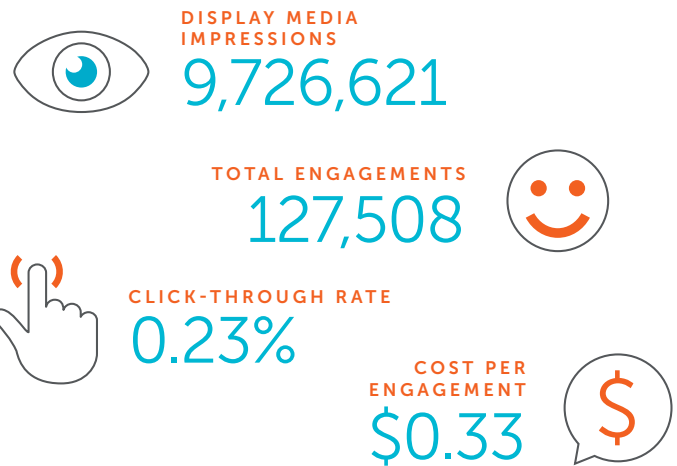 DISPLAY MEDIA
IMPRESSIONS
9,726,621
TOTAL ENGAGEMENTS
127,508
CLICK-THROUGH RATE
0.23%
COST PER
ENGAGEMENT
$0.33
$